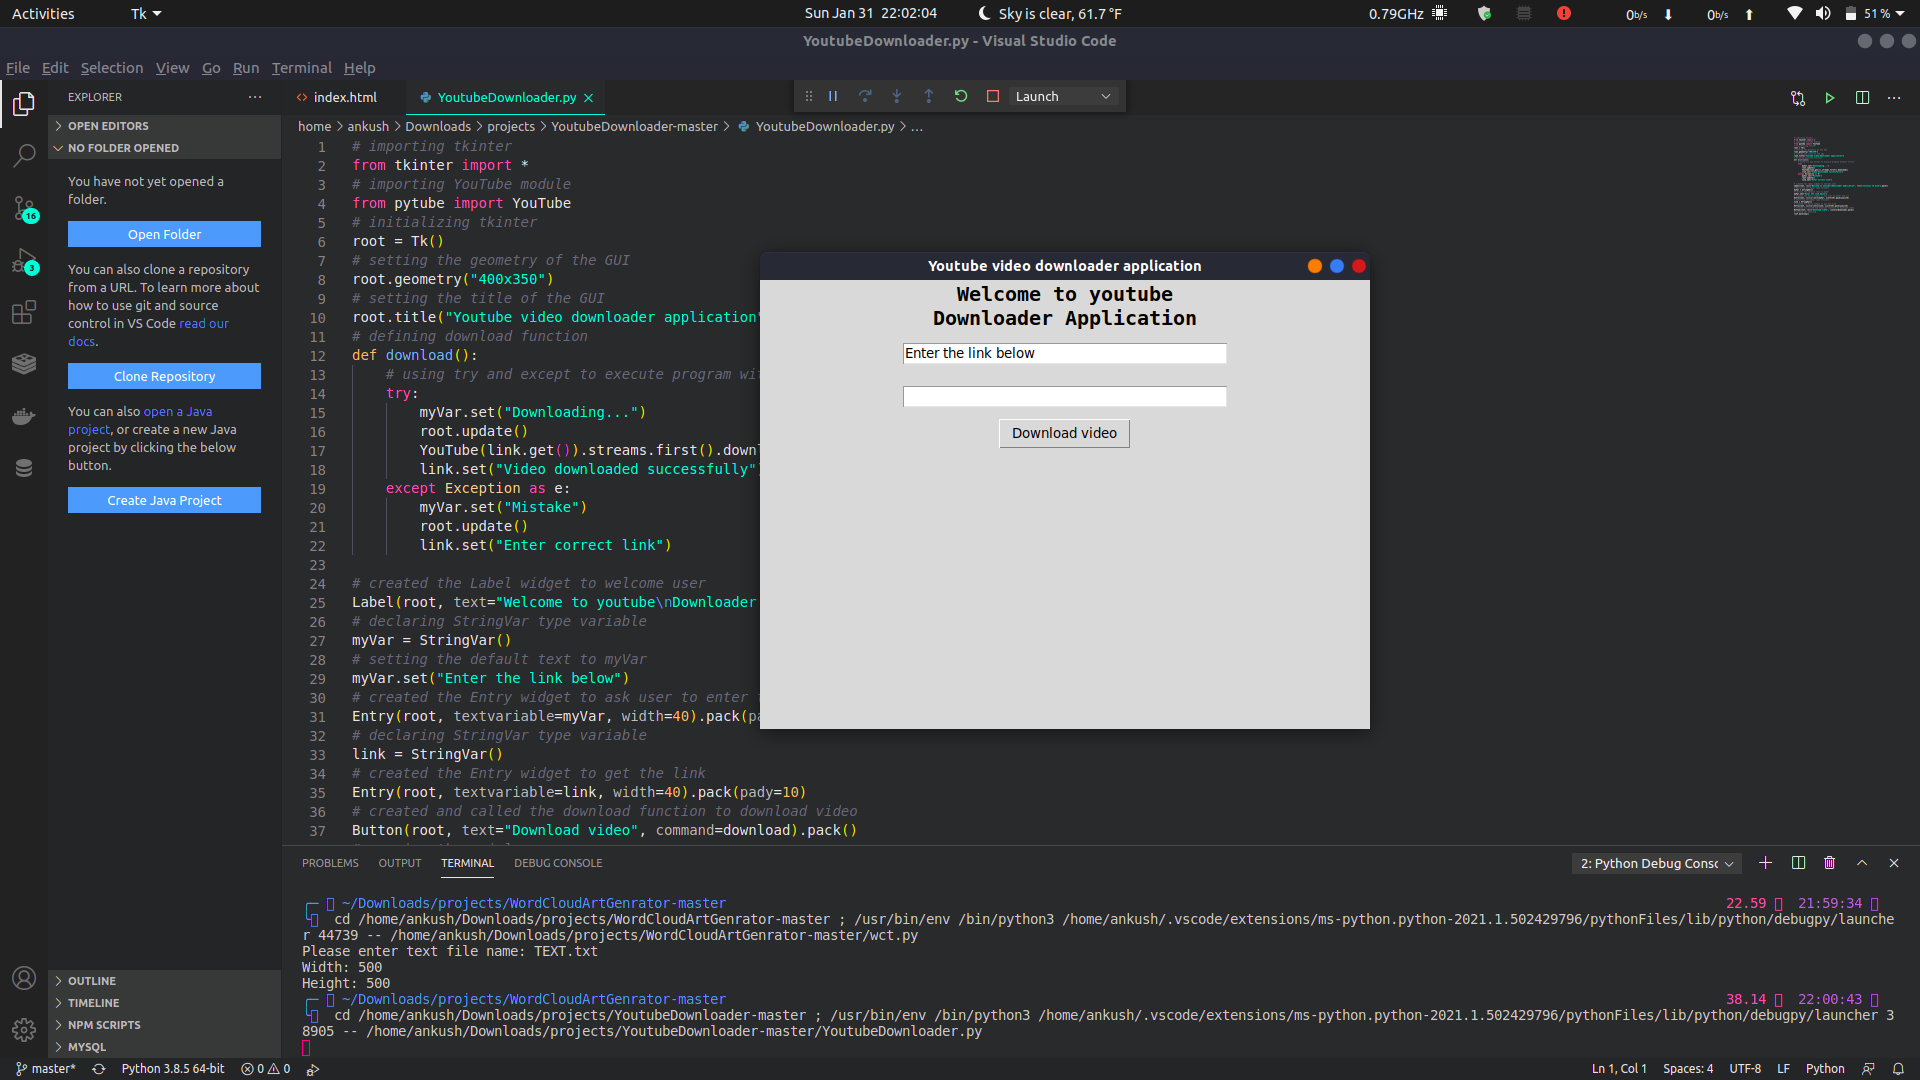 Activities
Tk
Sun Jan 31 22:02:04
Sky is clear, 61.7 °F
0.79GHz
0b/s
0b/s
51 %
YoutubeDownloader.py - Visual Studio Code
File Edit Selection View Go Run Terminal Help
EXPLORER
OPEN EDITORS
NO FOLDER OPENED
You have not yet opened a
folder.
Open Folder
You can also clone a repository
from a URL. To learn more about
how to use git and source
control in VS Code read our
docs.
Clone Repository
You can also open a Java
project, or create a new Java
project by clicking the below
button.
Create Java Project
OUTLINE
TIMELINE
NPM SCRIPTS
MYSQL
16
3
index.html
YoutubeDownloader.py
Launch
home > ankush > Downloads > projects > YoutubeDownloader-master > YoutubeDownloader.py > ...
1 # importing tkinter
2 from tkinter import *
3 # importing YouTube module
4 from pytube import YouTube
5 # initializing tkinter
6 root = Tk()
7 # setting the geometry of the GUI
8 root.geometry("400x350")
9 # setting the title of the GUI
10 root.title("Youtube video downloader application"
11 # defining download function
12 def download():
13 # using try and except to execute program wi
14 try:
15 myVar.set("Downloading...")
16 root.update()
17 YouTube(link.get()).streams.first().down
18 link.set("Video downloaded successfully")
19 except Exception as e:
20 myVar.set("Mistake")
21 root.update()
22 link.set("Enter correct link")
23
24 # created the Label widget to welcome user
25 Label(root, text="Welcome to youtube\nDownloader
26 # declaring StringVar type variable
27 myVar = StringVar()
28 # setting the default text to myVar
29 myVar.set("Enter the link below")
30 # created the Entry widget to ask user to enter
31 Entry(root, textvariable=myVar, width=40).pack(pa
32 # declaring StringVar type variable
33 link = StringVar()
34 # created the Entry widget to get the link
35 Entry(root, textvariable=link, width=40).pack(pady=10)
36 # created and called the download function to download video
37 Button(root, text="Download video", command=download).pack()
Youtube video downloader application
Welcome to youtube
Downloader Application
Enter the link below
Download video
PROBLEMS OUTPUT TERMINAL DEBUG CONSOLE
2: Python Debug Consc
~/Downloads/projects/WordCloudArtGenrator-master 22.59 21:59:34
cd /home/ankush/Downloads/projects/WordCloudArtGenrator-master ; /usr/bin/env /bin/python3 /home/ankush/.vscode/extensions/ms-python.python-2021.1.502429796/pythonFiles/lib/python/debugpy/launche
r 44739 -- /home/ankush/Downloads/projects/WordCloudArtGenrator-master/wct.py
Please enter text file name: TEXT.txt
Width: 500
Height: 500
~/Downloads/projects/WordCloudArtGenrator-master 38.14 22:00:43
cd /home/ankush/Downloads/projects/YoutubeDownloader-master ; /usr/bin/env /bin/python3 /home/ankush/.vscode/extensions/ms-python.python-2021.1.502429796/pythonFiles/lib/python/debugpy/launcher 3
8905 -- /home/ankush/Downloads/projects/YoutubeDownloader-master/YoutubeDownloader.py
master* Python 3.8.5 64-bit 0 0
Ln 1, Col 1 Spaces: 4 UTF-8 LF Python